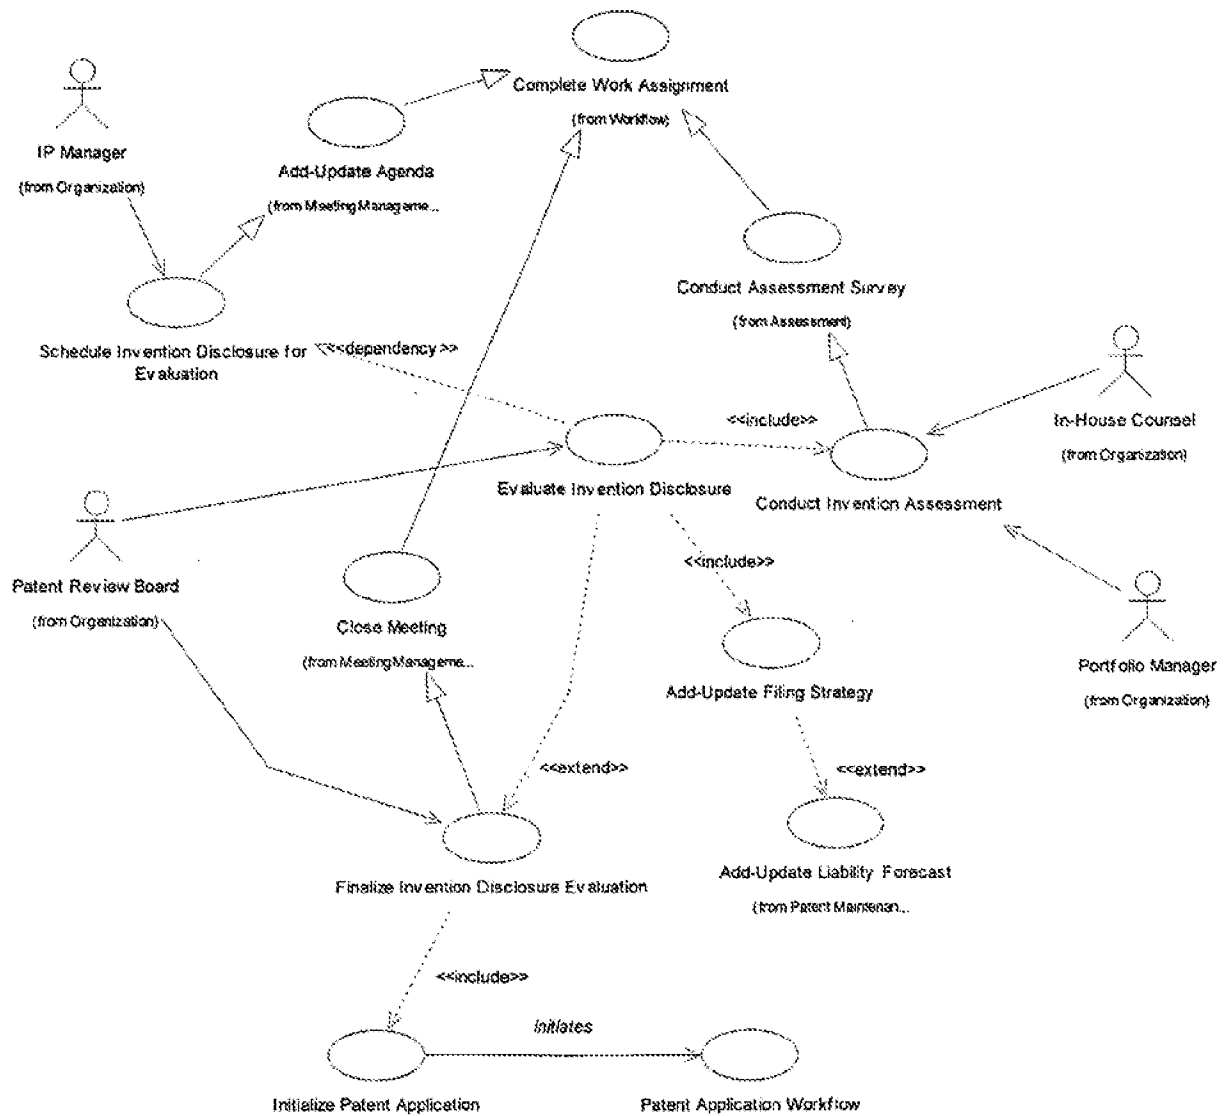 Complete Work Assignment
(from Workflow)
IP Manager
(from Organization)
Add-Update Agenda
(from Meeting Manageme...
Conduct Assessment Survey
(from Assessment)
Schedule Invention Disclosure for
Evaluation
<<dependency>>
In-House Counsel
(from Organization)
<<include>>
Evaluate Invention Disclosure
Conduct Invention Assessment
Patent Review Board
(from Organization)
<<include>>
Close Meeting
(from Meeting Manageme...
Portfolio Manager
(from Organization)
Add-Update Filing Strategy
<<extend>>
<<extend>>
Finalize Invention Disclosure Evaluation
Add-Update Liability Forecast
(from Patent Maintenan...
<<include>>
Initiates
Initialize Patent Application
Patent Application Workflow